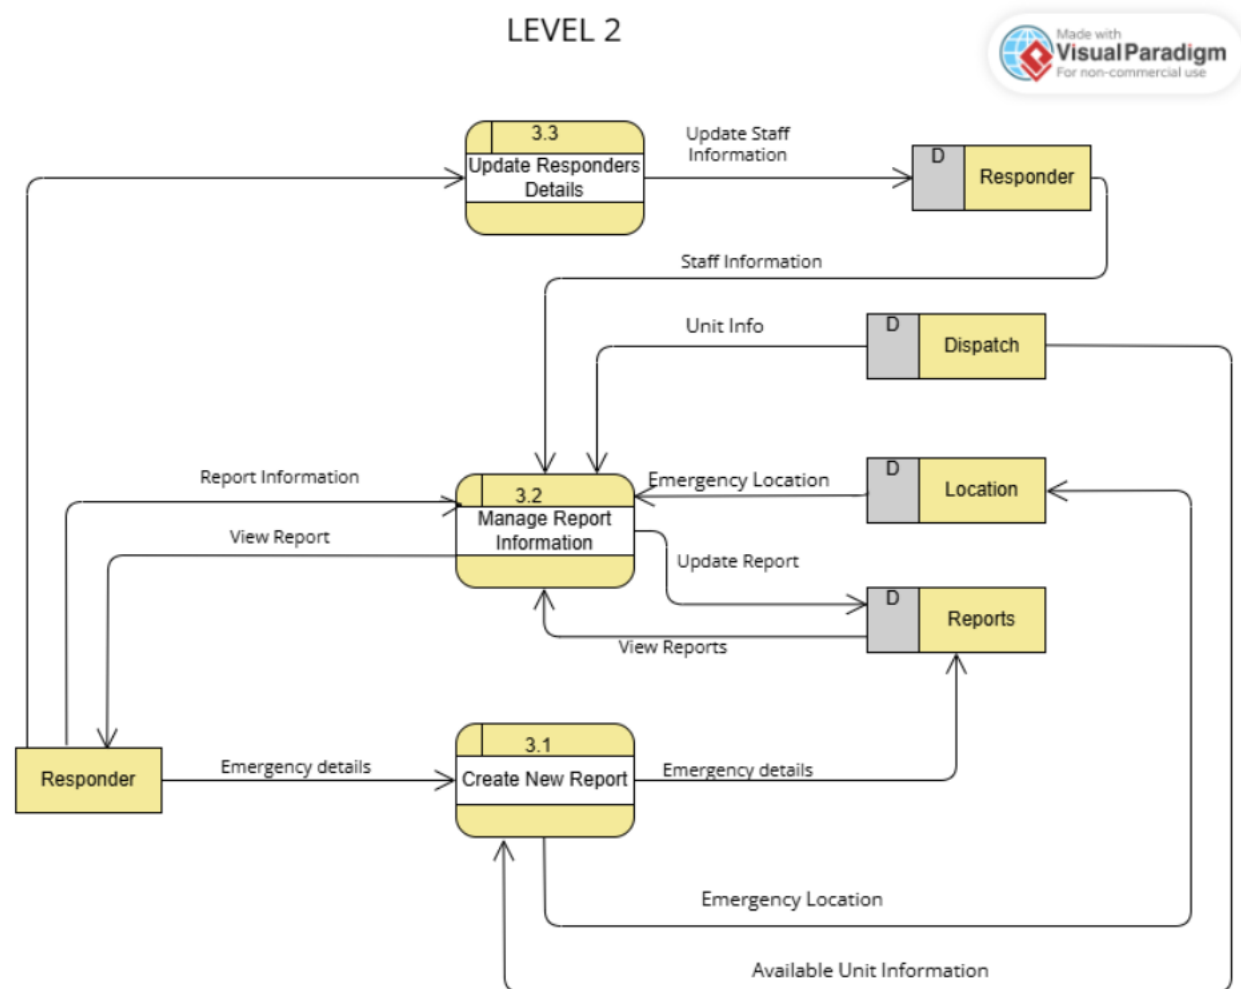 LEVEL 2
Made with
Visual Paradigm
For non-commercial use
3.3
Update Responders
Details
Update Staff
Information
D
Responder
Staff Information
Unit Info
D
Dispatch
Report Information
3.2
Manage Report
Information
Emergency Location
D
Location
View Report
Update Report
D
Reports
View Reports
Responder
Emergency details
3.1
Create New Report
Emergency details
Emergency Location
Available Unit Information